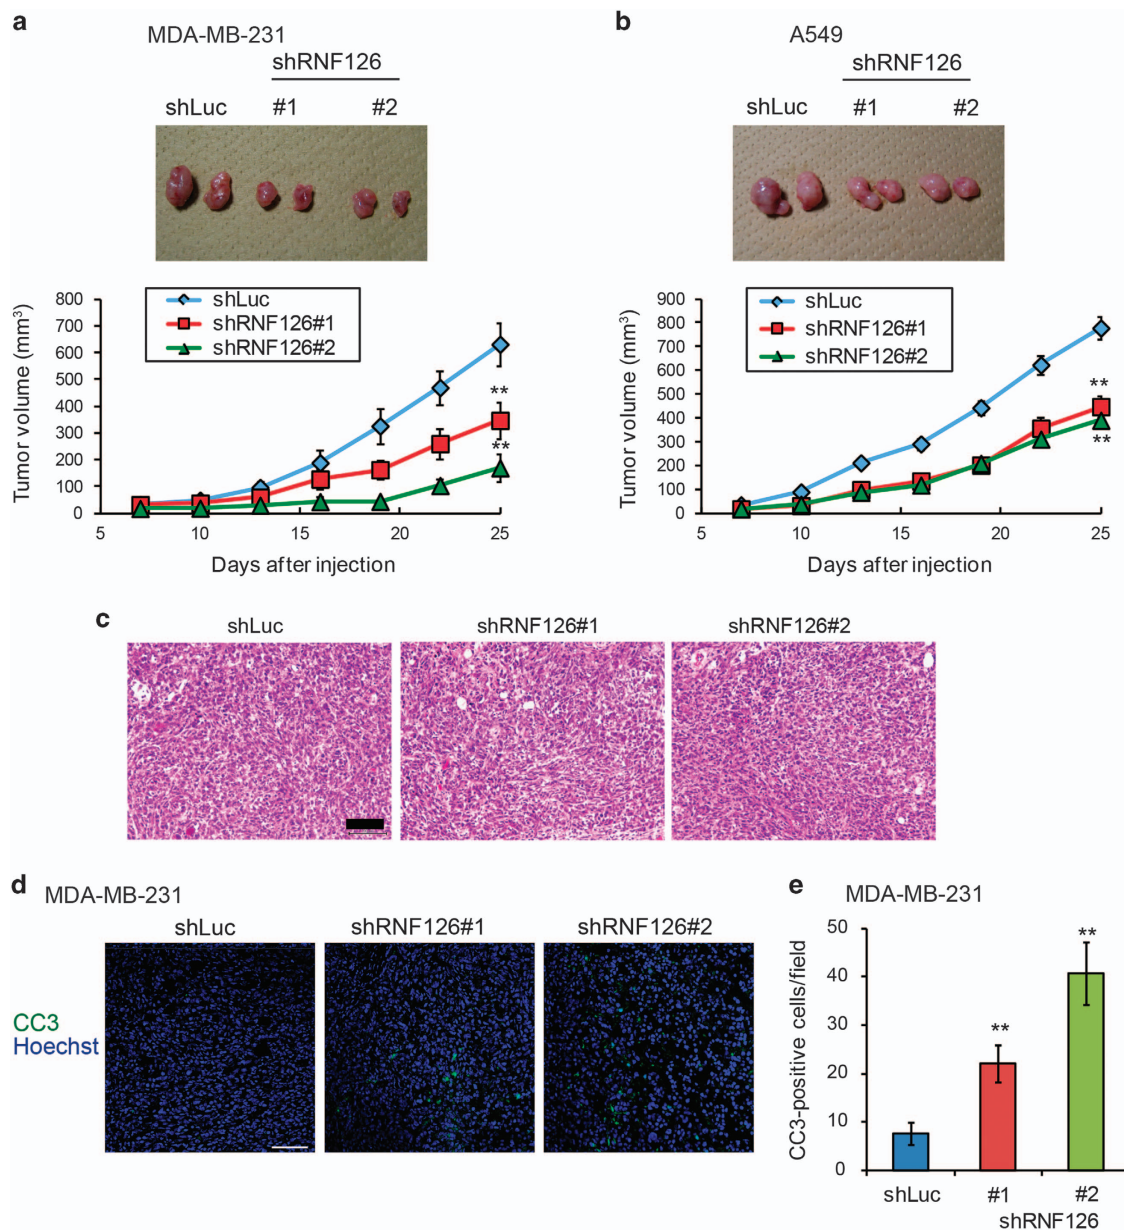 a
MDA-MB-231
shRNF126
shLuc #1 #2
Tumor volume (mm³)
800
700
600
500
400
300
200
100
0
shLuc
shRNF126#1
shRNF126#2
**
**
5 10 15 20 25
Days after injection
b
A549
shRNF126
shLuc #1 #2
Tumor volume (mm³)
900
800
700
600
500
400
300
200
100
0
shLuc
shRNF126#1
shRNF126#2
**
**
5 10 15 20 25
Days after injection
c
shLuc shRNF126#1 shRNF126#2
d
MDA-MB-231
shLuc shRNF126#1 shRNF126#2
CC3
Hoechst
e
MDA-MB-231
CC3-positive cells/field
50
40
30
20
10
0
**
**
shLuc #1 #2
shRNF126